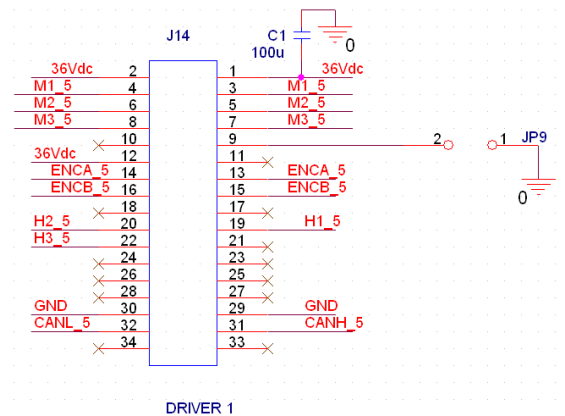 J14
C1
100u
0
36Vdc 2 1 36Vdc
M1_5 4 3 M1_5
M2_5 6 5 M2_5
M3_5 8 7 M3_5
10 9 2 1 JP9
36Vdc 12 11
ENCA_5 14 13 ENCA_5
0
ENCB_5 16 15 ENCB_5
18 17
H2_5 20 19 H1_5
H3_5 22 21
24 23
26 25
28 27
GND 30 29 GND
CANL_5 32 31 CANH_5
34 33
DRIVER 1